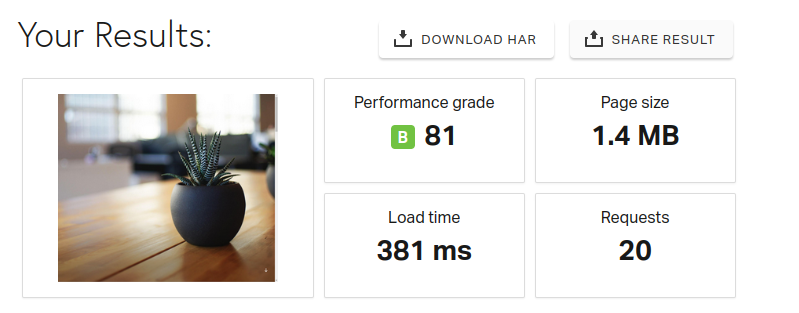 Your Results:
DOWNLOAD HAR
SHARE RESULT
Performance grade
B 81
Page size
1.4 MB
Load time
381 ms
Requests
20